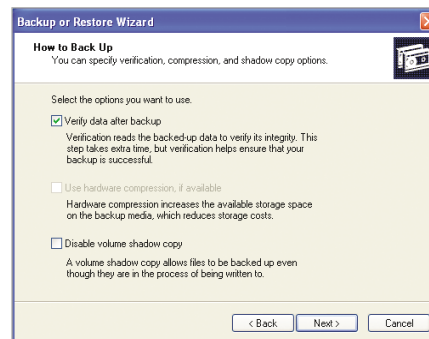 Backup or Restore Wizard
How to Back Up
You can specify verification, compression, and shadow copy options.
Select the options you want to use.
Verify data after backup
Verification reads the backed-up data to verify its integrity. This
step takes extra time, but verification helps ensure that your
backup is successful.
Use hardware compression, if available
Hardware compression increases the available storage space
on the backup media, which reduces storage costs.
Disable volume shadow copy
A volume shadow copy allows files to be backed up even
though they are in the process of being written to.
< Back Next > Cancel